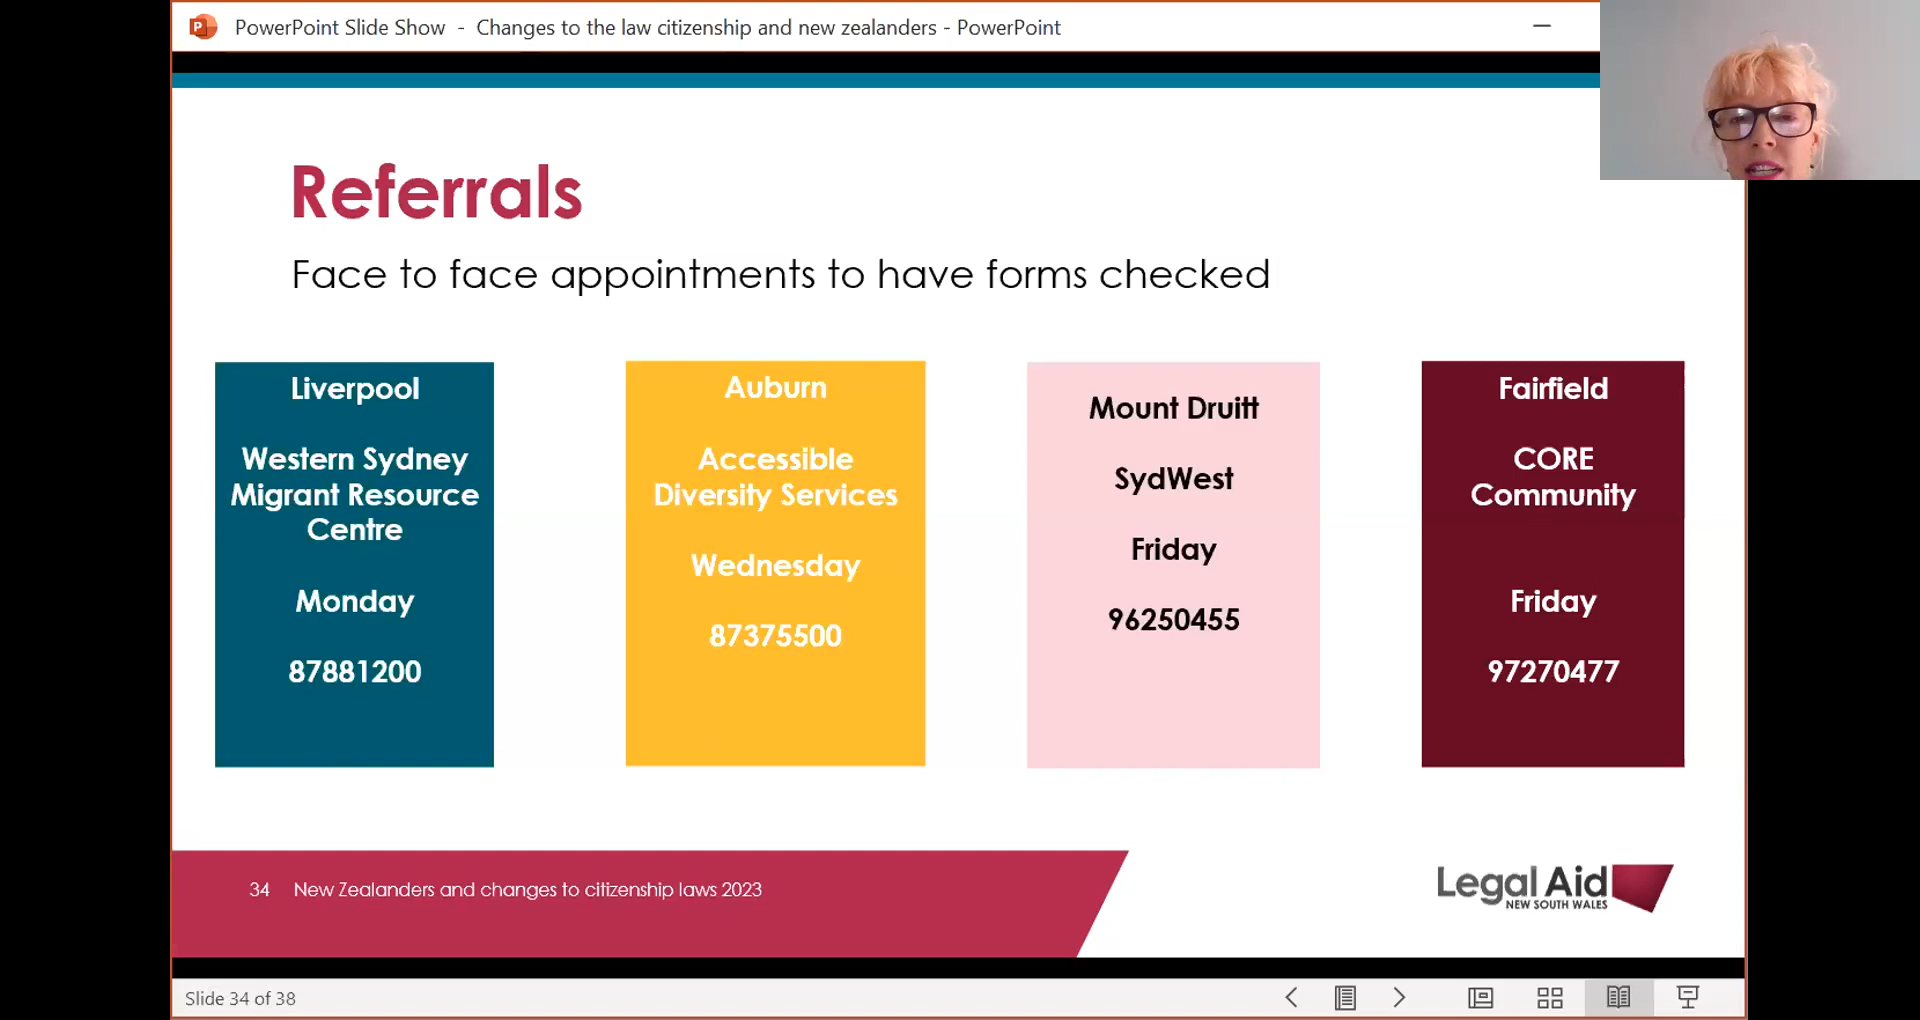 PowerPoint Slide Show - Changes to the law citizenship and new zealanders - PowerPoint
Referrals
Face to face appointments to have forms checked
Liverpool
Western Sydney
Migrant Resource
Centre
Monday
87881200
Auburn
Accessible
Diversity Services
Wednesday
87375500
Mount Druitt
SydWest
Friday
96250455
Fairfield
CORE
Community
Friday
97270477
34 New Zealanders and changes to citizenship laws 2023
Legal Aid
NEW SOUTH WALES
Slide 34 of 38